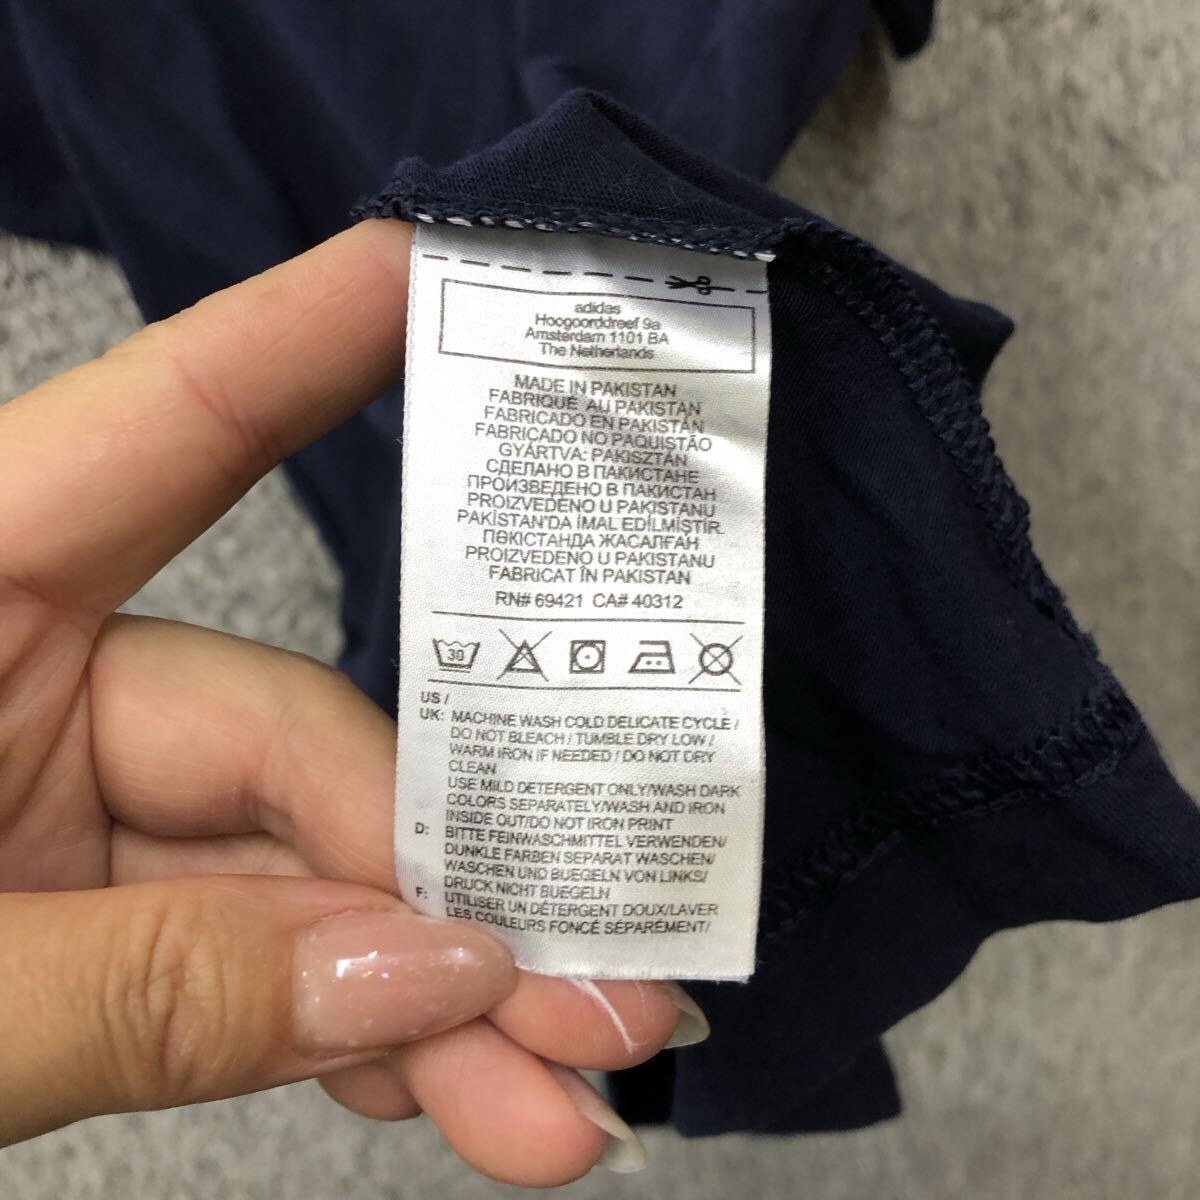 adidas
Hoogoorddreef 9a
Amsterdam 1101 BA
The Netherlands
MADE IN PAKISTAN
FABRIQUÉ AU PAKISTAN
FABRICADO EN PAKISTÁN
FABRICADO NO PAQUISTÃO
GYÁRTVA: PAKISZTÁN
СДЕЛАНО В ПАКИСТАНЕ
ПРОИЗВЕДЕНО В ПАКИСТАН
PROIZVEDENO U PAKISTANU
PAKİSTAN'DA İMAL EDİLMİŞTİR.
ПӘКІСТАНДА ЖАСАЛҒАН
PROIZVEDENO U PAKISTANU
FABRICAT ÎN PAKISTAN
RN# 69421 CA# 40312
30
US /
UK: MACHINE WASH COLD DELICATE CYCLE /
DO NOT BLEACH / TUMBLE DRY LOW /
WARM IRON IF NEEDED / DO NOT DRY
CLEAN
USE MILD DETERGENT ONLY/WASH DARK
COLORS SEPARATELY/WASH AND IRON
INSIDE OUT/DO NOT IRON PRINT
D: BITTE FEINWASCHMITTEL VERWENDEN/
DUNKLE FARBEN SEPARAT WASCHEN/
WASCHEN UND BUEGELN VON LINKS/
DRUCK NICHT BUEGELN
F: UTILISER UN DÉTERGENT DOUX/LAVER
LES COULEURS FONCÉ SÉPARÉMENT/